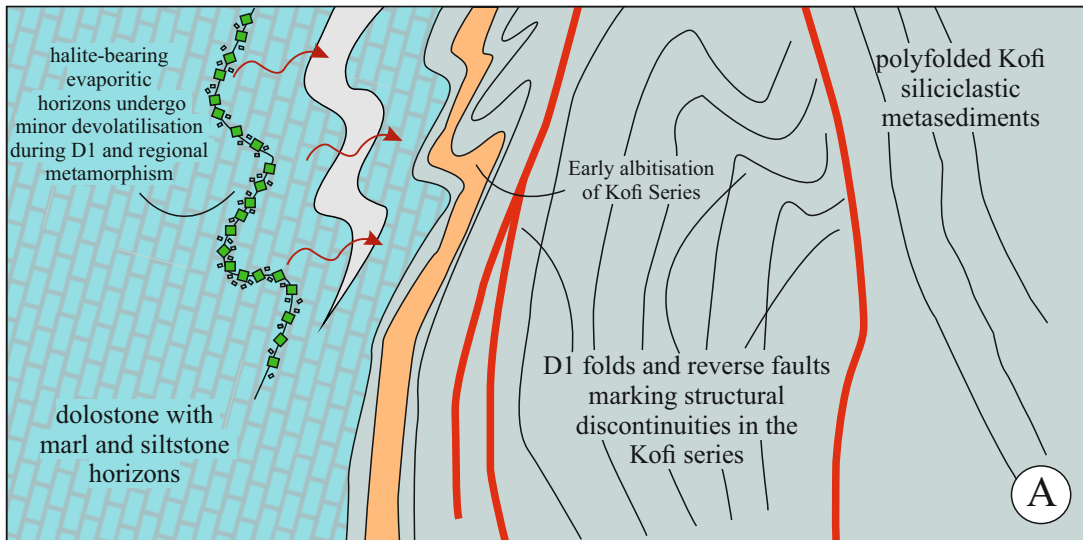 halite-bearing
evaporitic
horizons undergo
minor devolatilisation
during D1 and regional
metamorphism
dolostone with
marl and siltstone
horizons
Early albitisation
of Kofi Series
D1 folds and reverse faults
marking structural
discontinuities in the
Kofi series
polyfolded Kofi
siliciclastic
metasediments
A